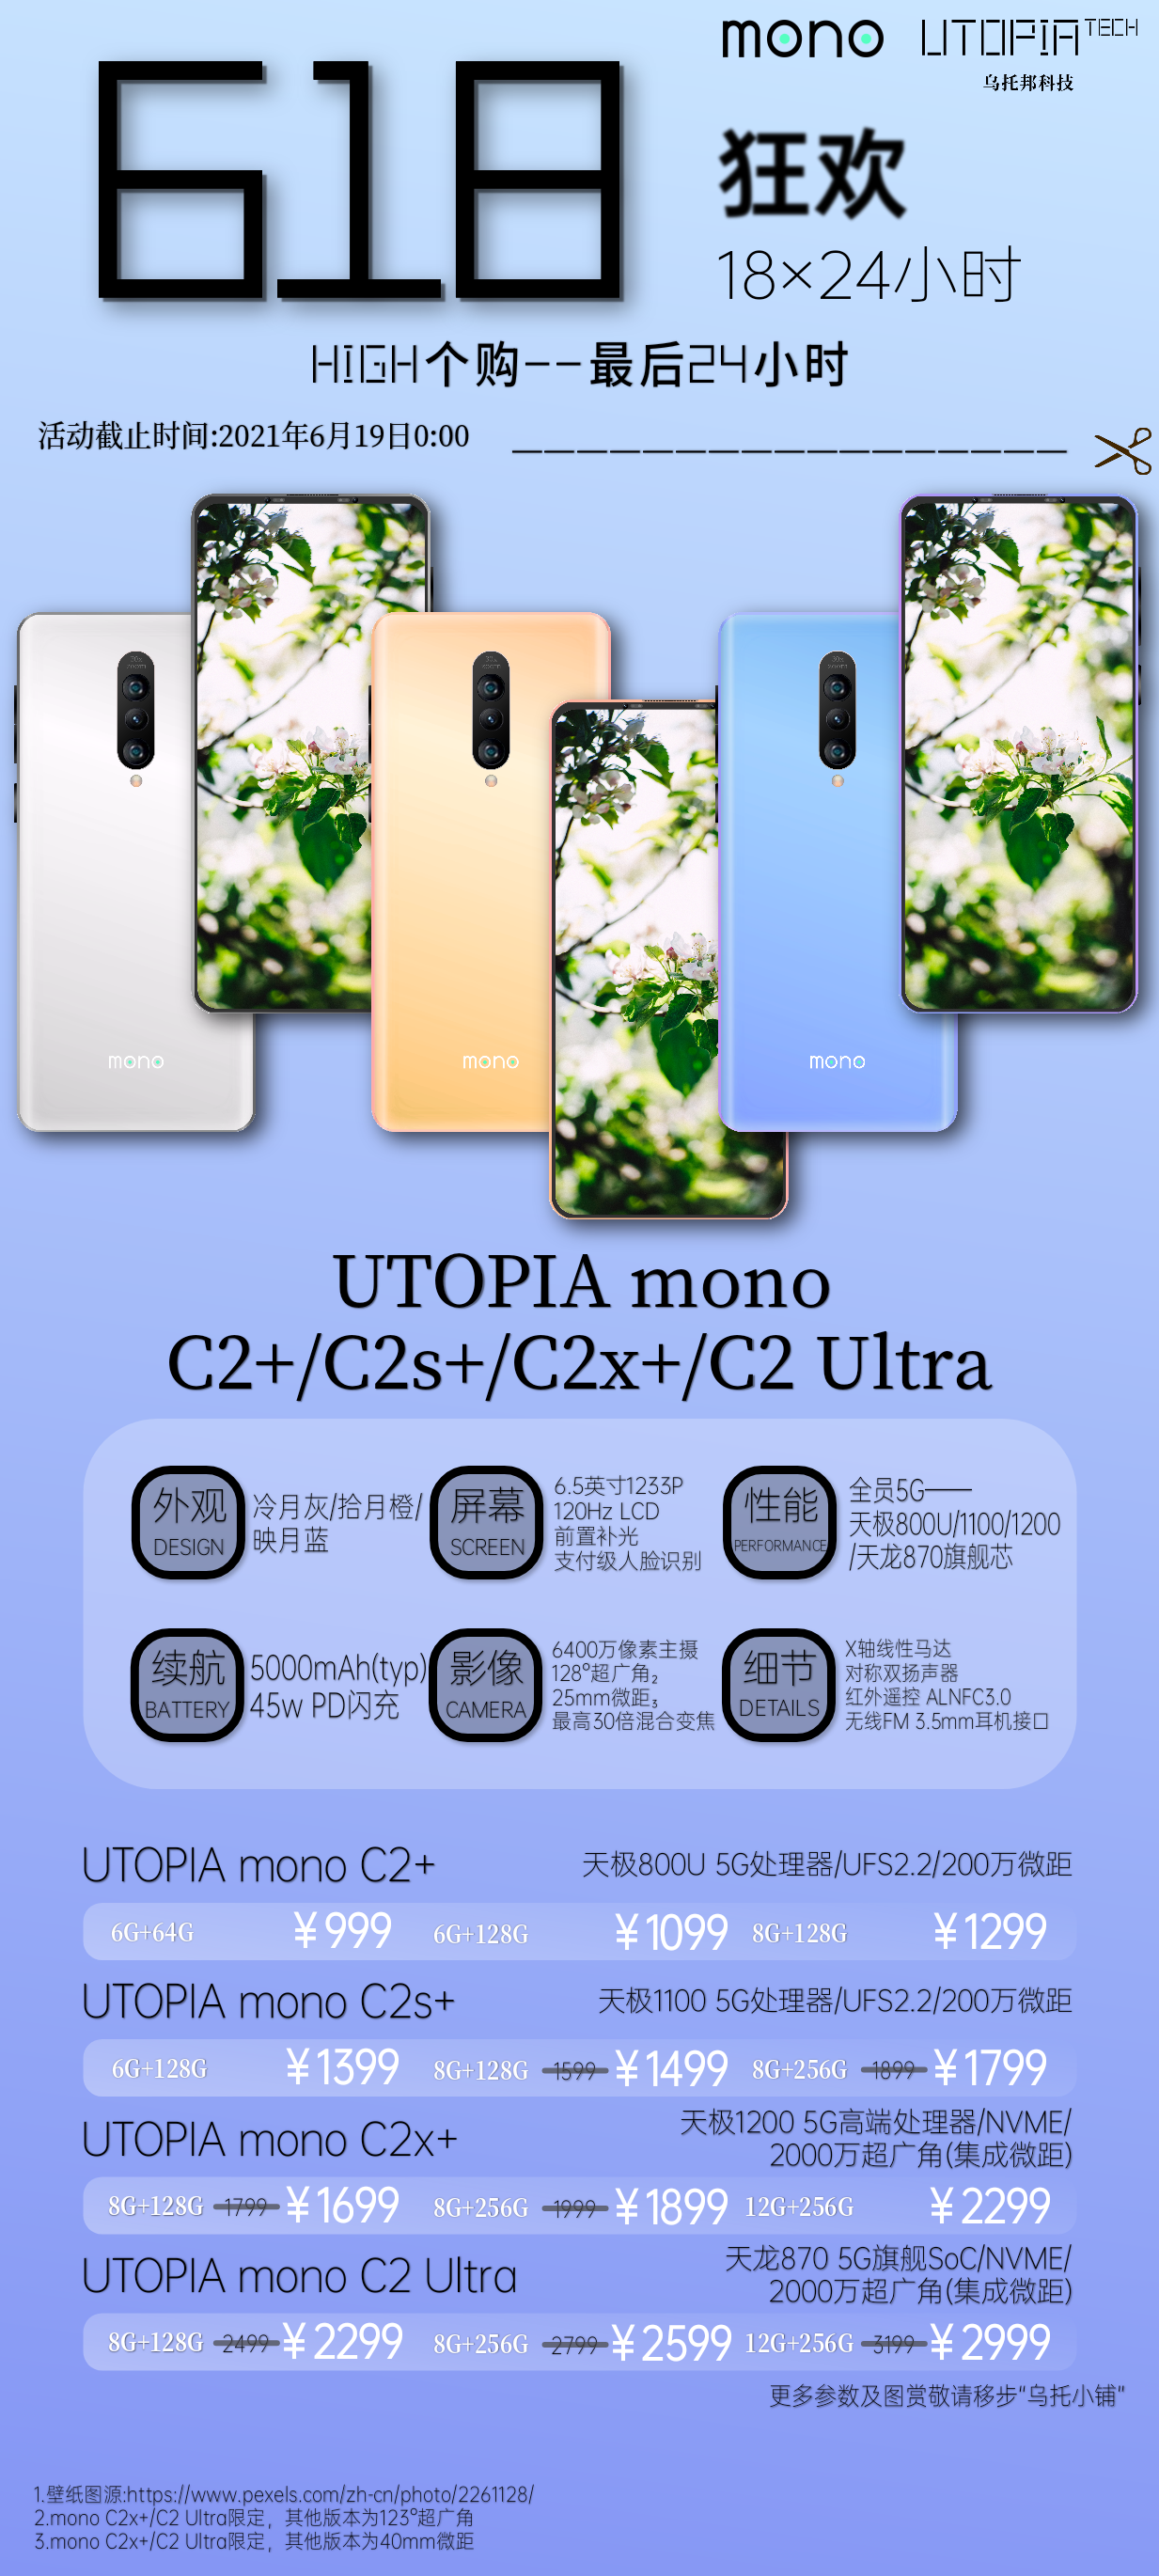 mono UTOPIA TECH
乌托邦科技
618
狂欢
18×24小时
HIGH个购--最后24小时
活动截止时间:2021年6月19日0:00
30x
zoom
30x
zoom
30x
zoom
mono
mono
mono
UTOPIA mono
C2+/C2s+/C2x+/C2 Ultra
外观
DESIGN
冷月灰/拾月橙/
映月蓝
屏幕
SCREEN
6.5英寸1233P
120Hz LCD
前置补光
支付级人脸识别
性能
PERFORMANCE
全员5G——
天极800U/1100/1200
/天龙870旗舰芯
续航
BATTERY
5000mAh(typ)
45w PD闪充
影像
CAMERA
6400万像素主摄
128°超广角₂
25mm微距₃
最高30倍混合变焦
细节
DETAILS
X轴线性马达
对称双扬声器
红外遥控 ALNFC3.0
无线FM 3.5mm耳机接口
UTOPIA mono C2+
天极800U 5G处理器/UFS2.2/200万微距
6G+64G ¥999 6G+128G ¥1099 8G+128G ¥1299
UTOPIA mono C2s+
天极1100 5G处理器/UFS2.2/200万微距
6G+128G ¥1399 8G+128G 1599 ¥1499 8G+256G 1899 ¥1799
UTOPIA mono C2x+
天极1200 5G高端处理器/NVME/
2000万超广角(集成微距)
8G+128G 1799 ¥1699 8G+256G 1999 ¥1899 12G+256G ¥2299
UTOPIA mono C2 Ultra
天龙870 5G旗舰SoC/NVME/
2000万超广角(集成微距)
8G+128G 2499 ¥2299 8G+256G 2799 ¥2599 12G+256G 3199 ¥2999
更多参数及图赏敬请移步“乌托小铺”
1.壁纸图源:https://www.pexels.com/zh-cn/photo/2261128/
2.mono C2x+/C2 Ultra限定，其他版本为123°超广角
3.mono C2x+/C2 Ultra限定，其他版本为40mm微距